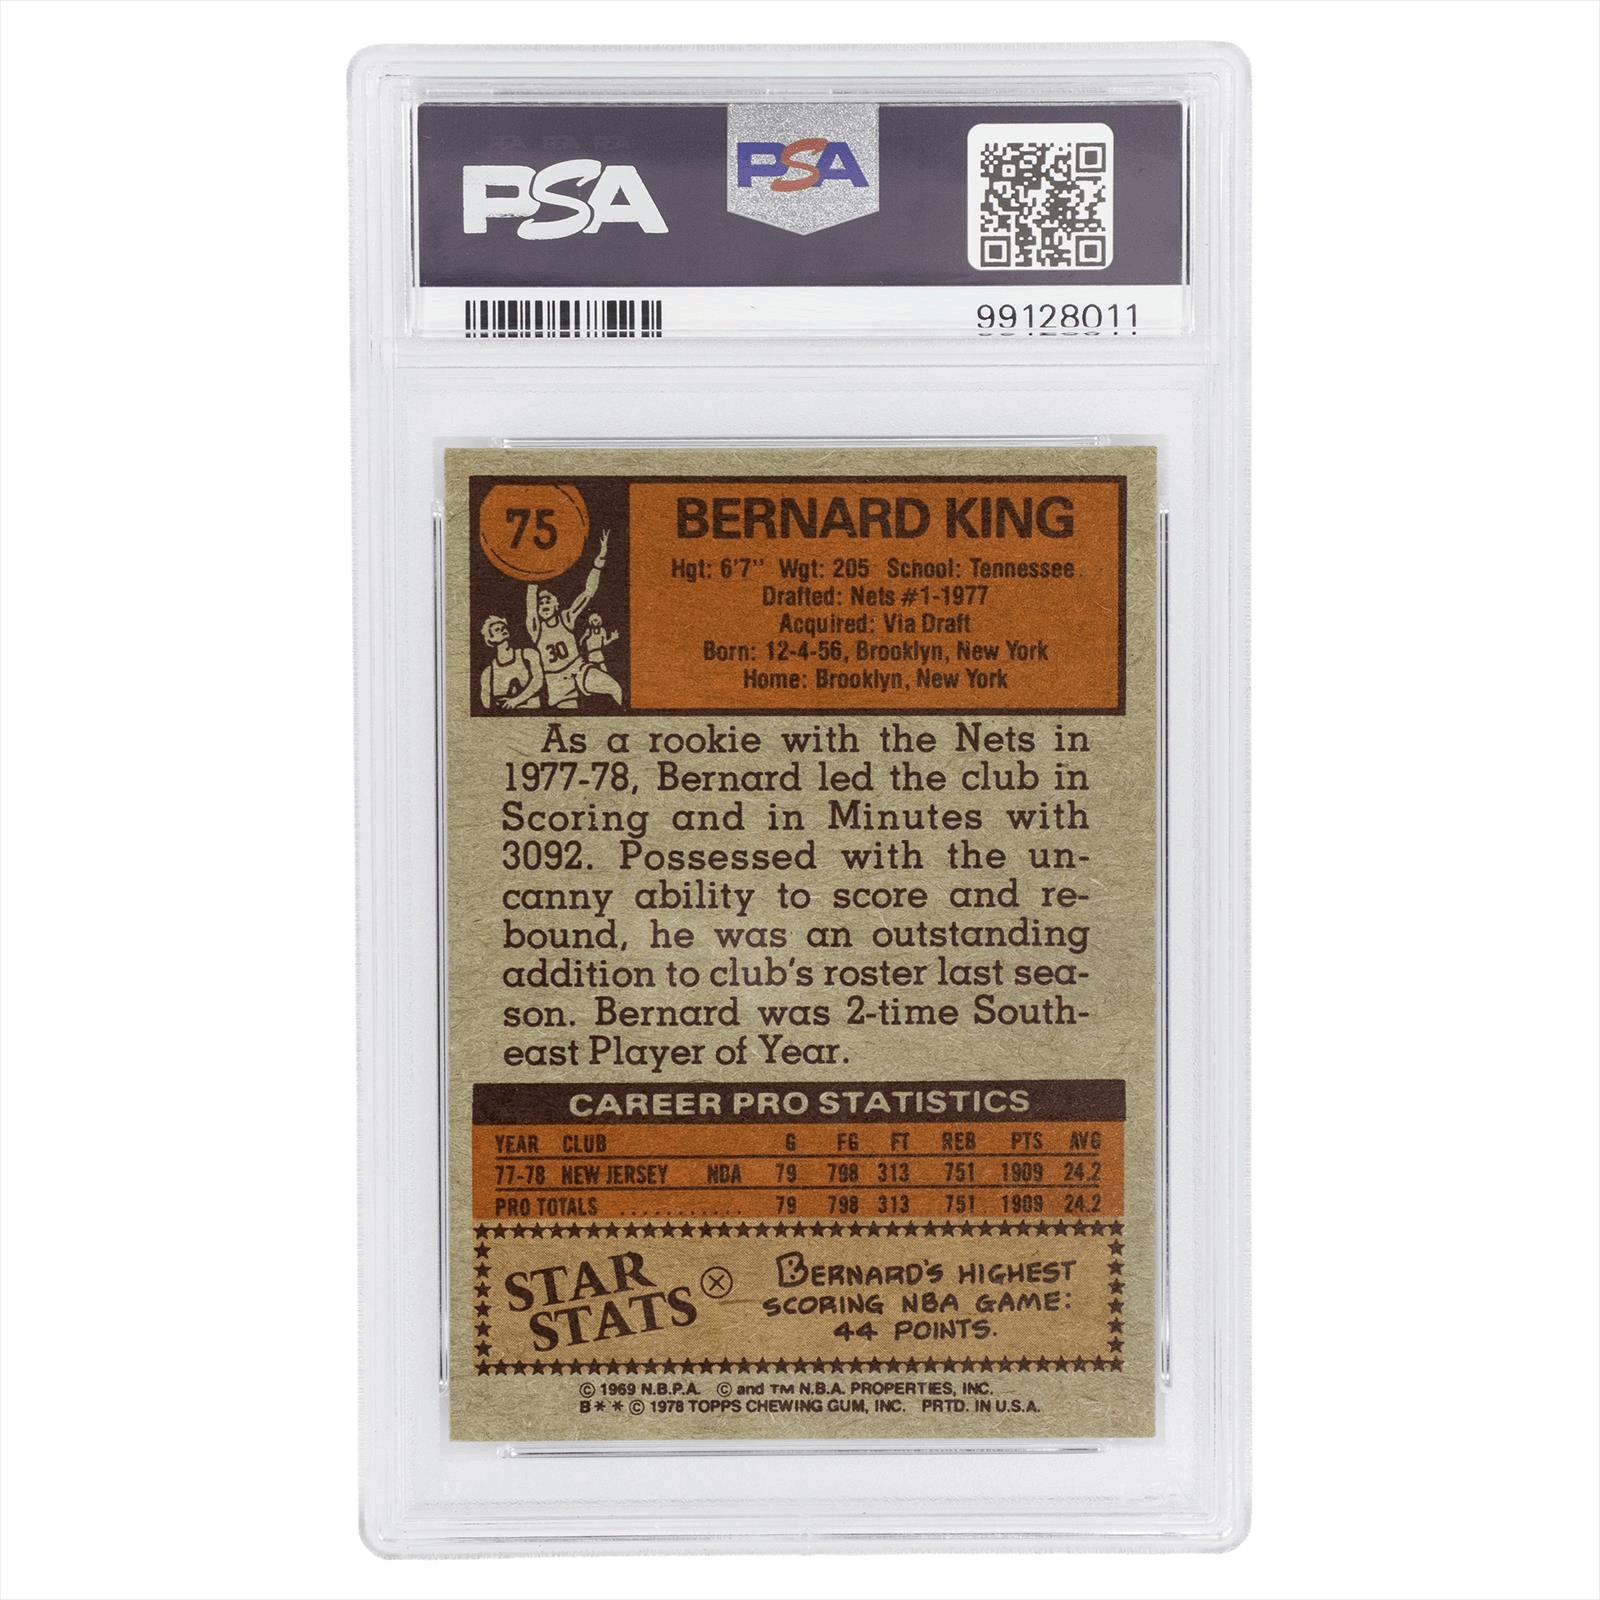 PSA
PSA
99128011
75
30
BERNARD KING
Hgt: 6'7" Wgt: 205 School: Tennessee
Drafted: Nets #1-1977
Acquired: Via Draft
Born: 12-4-56, Brooklyn, New York
Home: Brooklyn, New York
As a rookie with the Nets in
1977-78, Bernard led the club in
Scoring and in Minutes with
3092. Possessed with the un-
canny ability to score and re-
bound, he was an outstanding
addition to club's roster last sea-
son. Bernard was 2-time South-
east Player of Year.
CAREER PRO STATISTICS
YEAR CLUB G FG FT REB PTS AVG
77-78 NEW JERSEY NBA 79 798 313 751 1909 24.2
PRO TOTALS ........... 79 798 313 751 1909 24.2
STAR
STATS
BERNARD'S HIGHEST
SCORING NBA GAME:
44 POINTS.
© 1969 N.B.P.A. © and TM N.B.A. PROPERTIES, INC.
B * * © 1978 TOPPS CHEWING GUM, INC. PRTD. IN U.S.A.